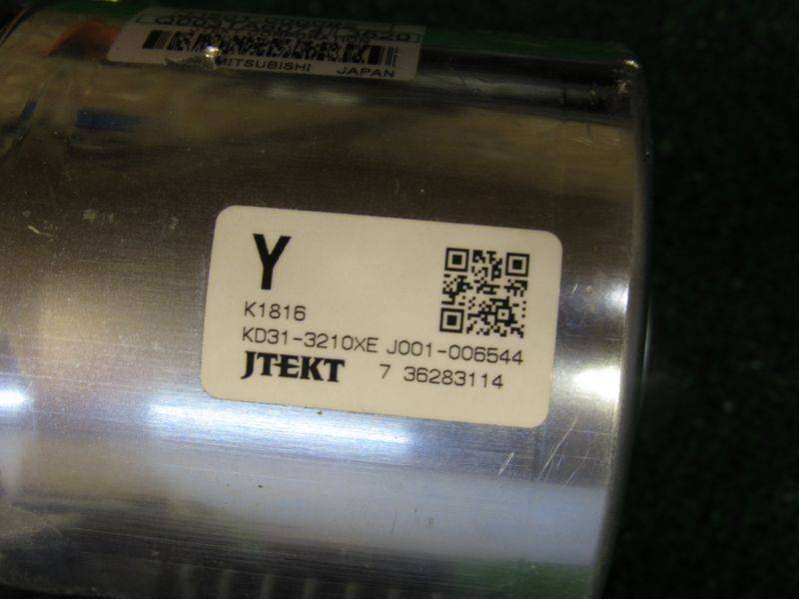 MITSUBISHI JAPAN
Y
K1816
KD31-3210XE J001-006544
JTEKT 7 36283114